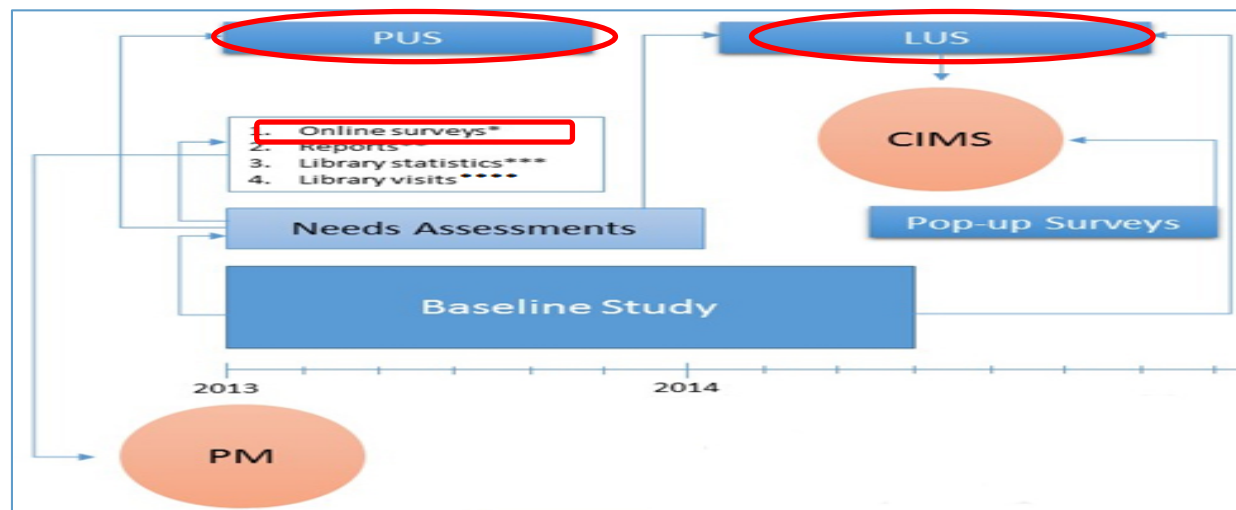 PUS
LUS
1. Online surveys*
2. Reports**
3. Library statistics***
4. Library visits****
CIMS
Needs Assessments
Pop-up Surveys
Baseline Study
2013
2014
PM